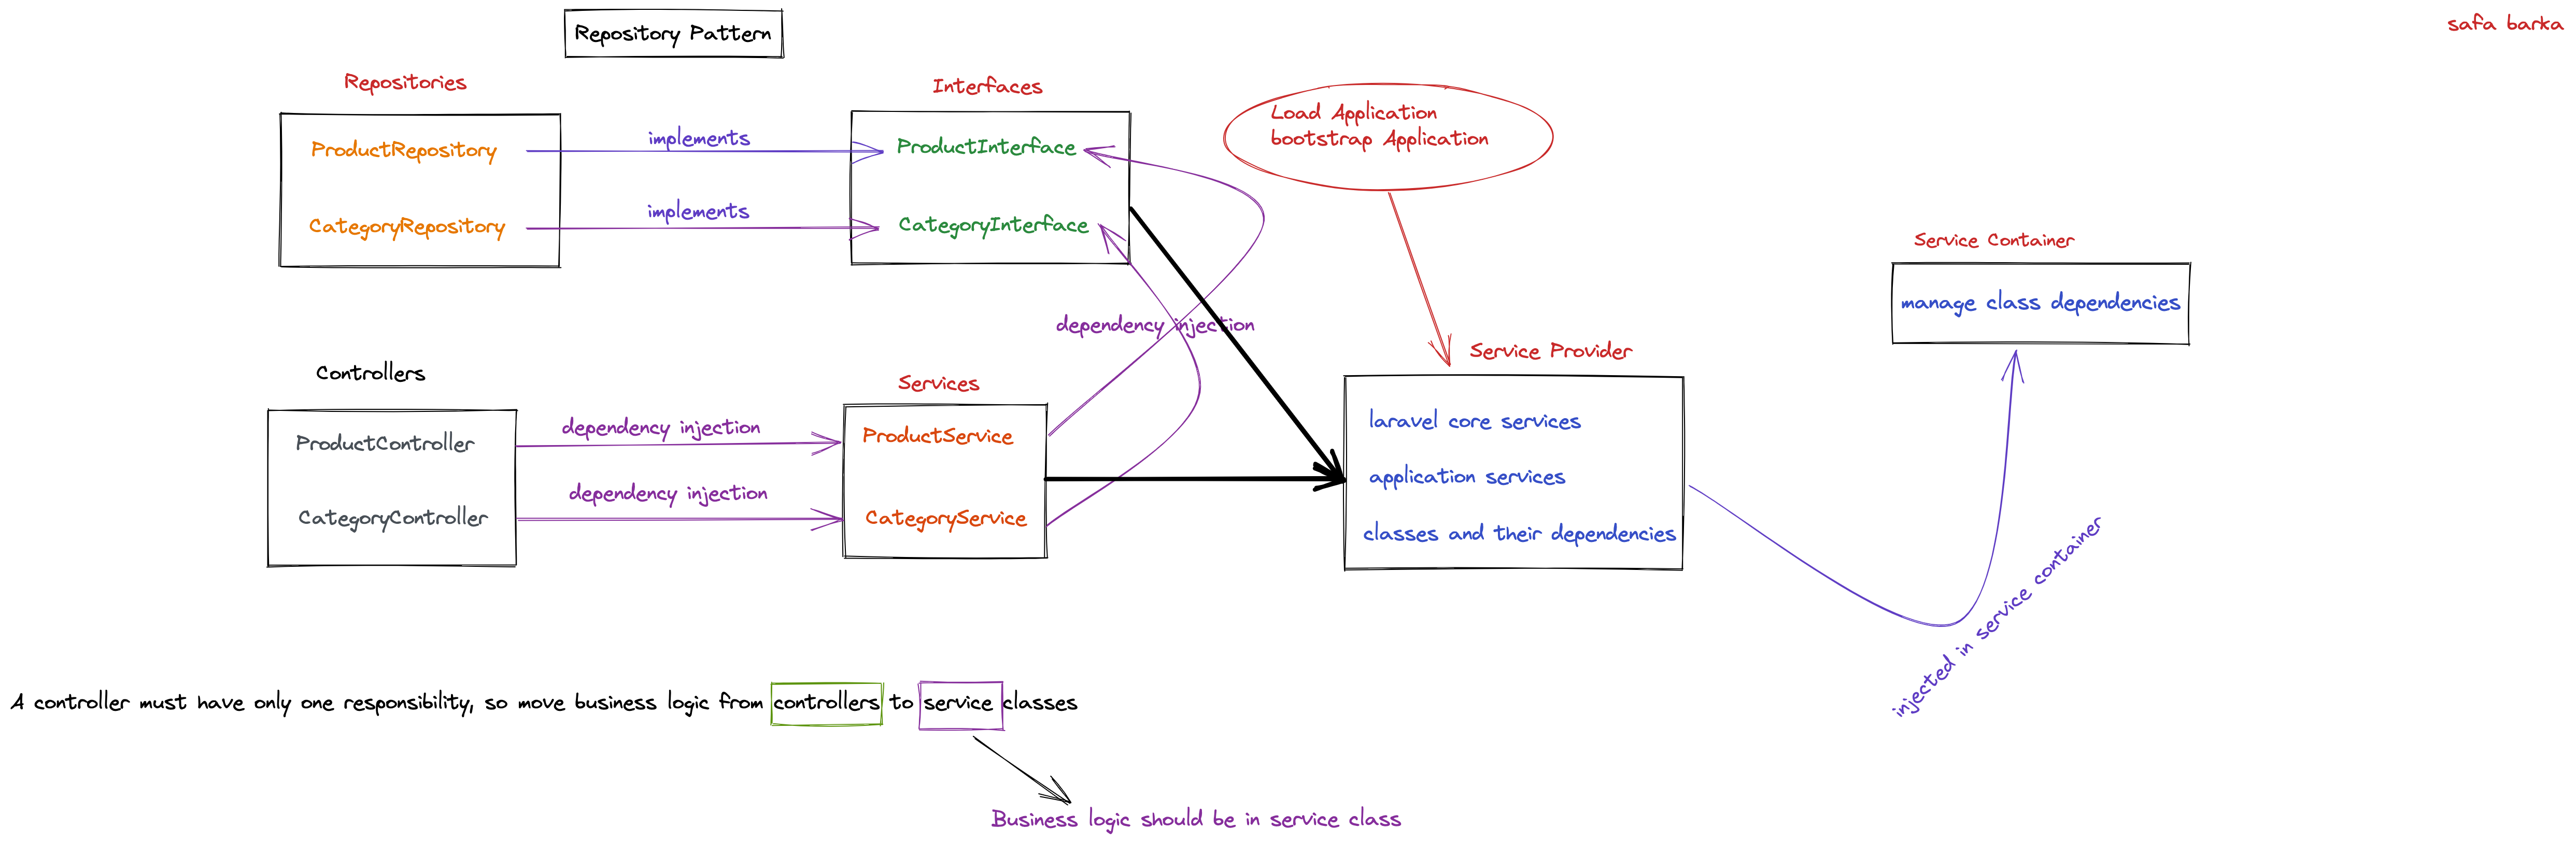 Repository Pattern
safa barka
Repositories
Interfaces
Load Application
bootstrap Application
ProductRepository
implements
ProductInterface
CategoryRepository
implements
CategoryInterface
Service Container
manage class dependencies
dependency injection
Service Provider
Controllers
Services
laravel core services
application services
classes and their dependencies
ProductController
dependency injection
ProductService
CategoryController
dependency injection
CategoryService
injected in service container
A controller must have only one responsibility, so move business logic from controllers to service classes
Business logic should be in service class